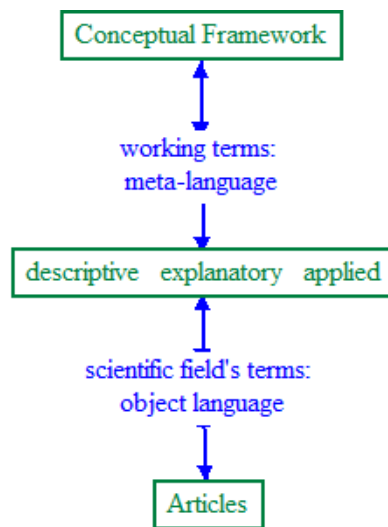 Conceptual Framework
working terms:
meta-language
descriptive explanatory applied
scientific field's terms:
object language
Articles